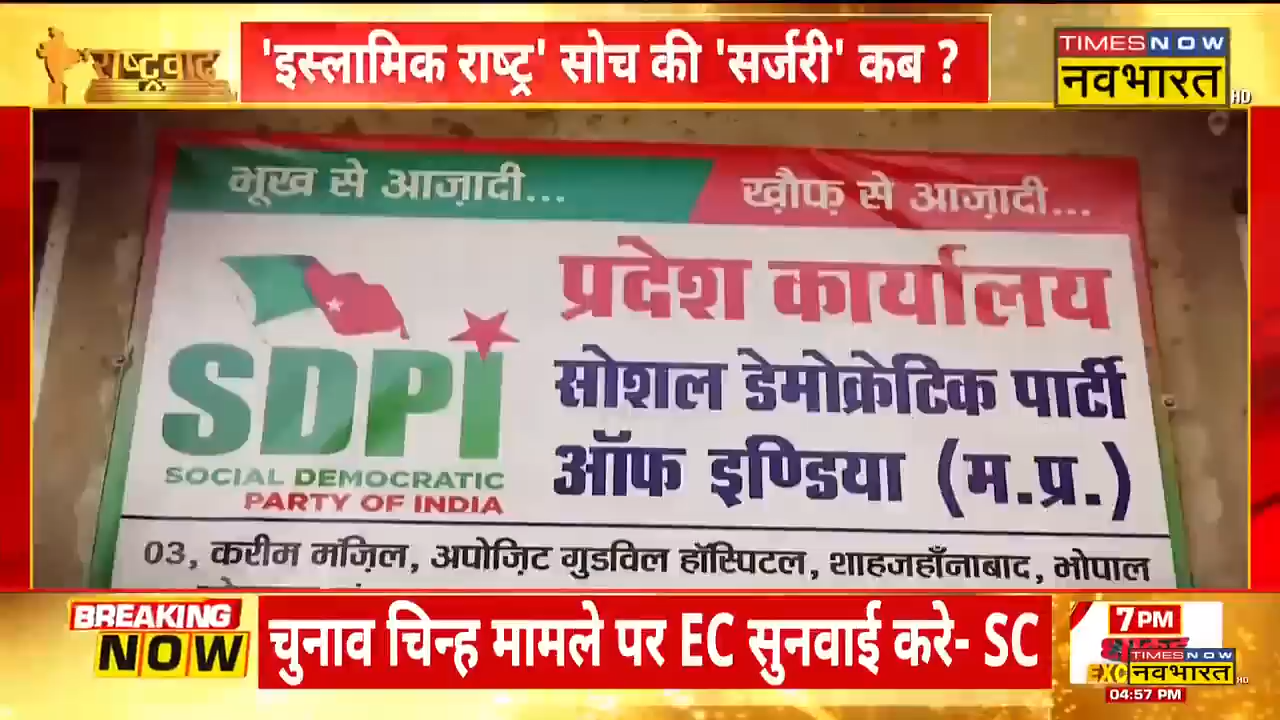 राष्ट्रवाद
'इस्लामिक राष्ट्र' सोच की 'सर्जरी' कब ?
TIMES NOW
नवभारत
HD
भूख से आज़ादी...
ख़ौफ़ से आज़ादी...
SDPI
SOCIAL DEMOCRATIC
PARTY OF INDIA
प्रदेश कार्यालय
सोशल डेमोक्रेटिक पार्टी
ऑफ इण्डिया (म.प्र.)
03, करीम मंज़िल, अपोज़िट गुडविल हॉस्पिटल, शाहजहाँनाबाद, भोपाल
BREAKING
NOW
चुनाव चिन्ह मामले पर EC सुनवाई करे- SC
7PM
TIMES NOW
नवभारत
HD
04:57 PM